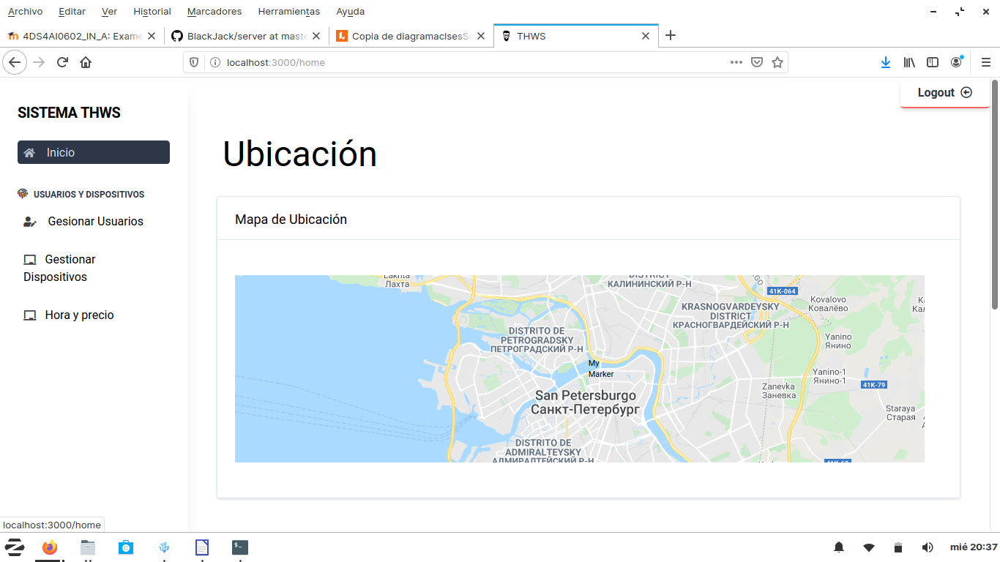 Archivo Editar Ver Historial Marcadores Herramientas Ayuda
4DS4AI0602_IN_A: Exame
BlackJack/server at maste
Copia de diagramaclsesSo
THWS
localhost:3000/home
Logout
SISTEMA THWS
Inicio
USUARIOS Y DISPOSITIVOS
Gesionar Usuarios
Gestionar
Dispositivos
Hora y precio
Ubicación
Mapa de Ubicación
Lakhta
Лахта
DISTRICT
КАЛИНИНСКИЙ Р-Н
41K-064
Kovalovo
Ковалёво
KRASNOGVARDEYSKY
DISTRICT
КРАСНОГВАРДЕЙСКИЙ Р-Н
DISTRITO DE
PETROGRADSKY
ПЕТРОГРАДСКИЙ Р-Н
Yanino
Янино
My
Marker
Yanino-1
Янино-1
41K-79
Zanevka
Заневка
San Petersburgo
Санкт-Петербург
Staraya
Старая
DISTRITO DE
ADMIRALTEYSKY
АДМИРАЛТЕЙСКИЙ Р-Н
localhost:3000/home
mié 20:37